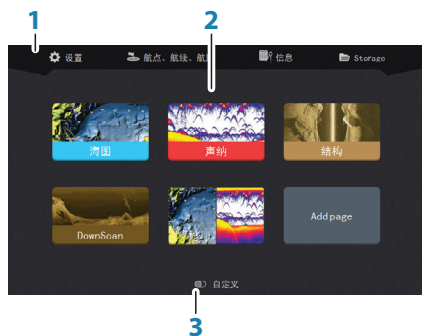 1 2
设置 航点、航线、航 信息 Storage
海图 声纳 结构
DownScan Add page
自定义
3